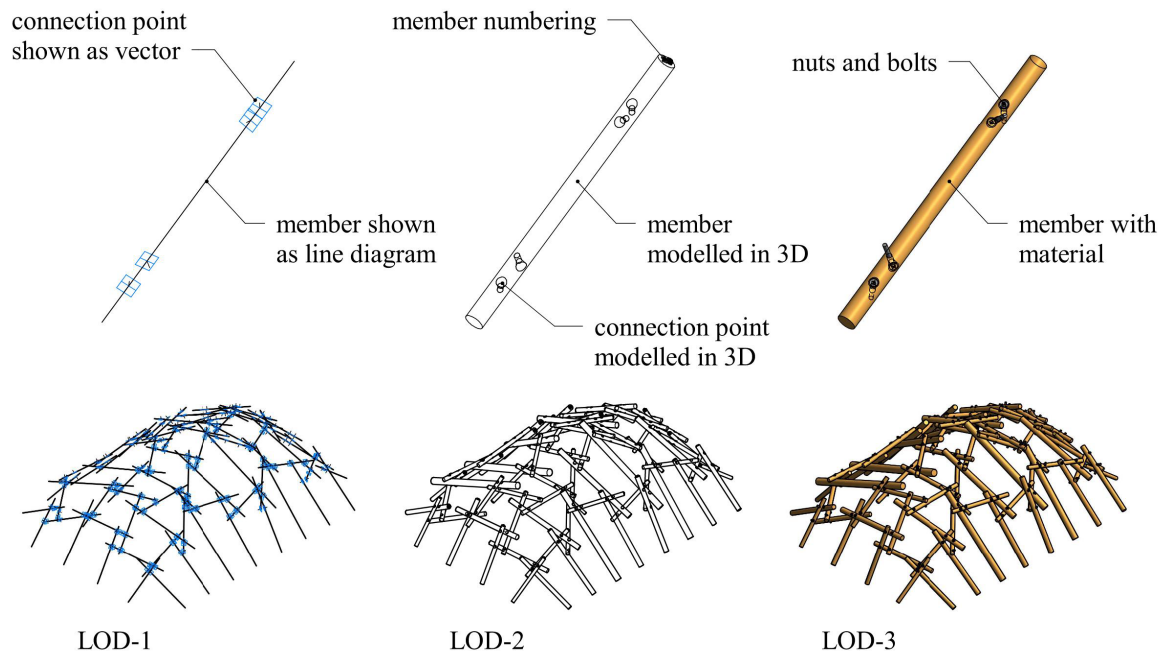 connection point
shown as vector
member shown
as line diagram
member numbering
member
modelled in 3D
connection point
modelled in 3D
nuts and bolts
member with
material
LOD-1
LOD-2
LOD-3